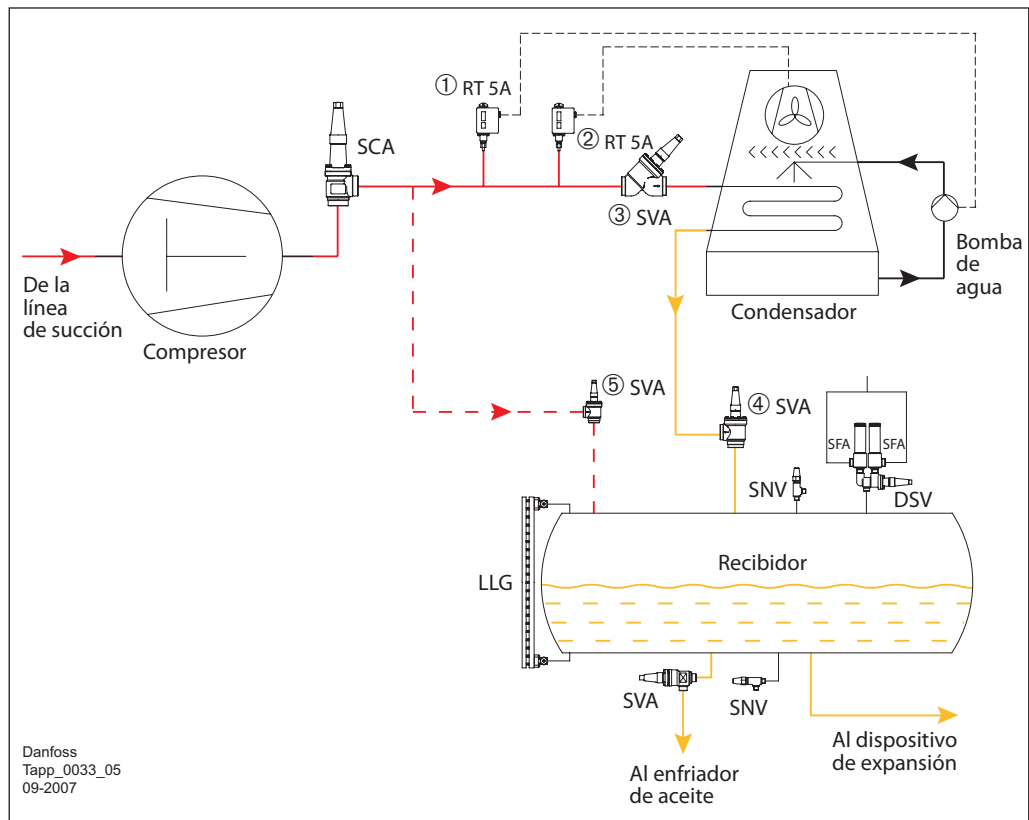 ① RT 5A
② RT 5A
SCA
③ SVA
De la
línea
de succión
Compresor
Condensador
Bomba
de
agua
⑤ SVA
④ SVA
SFA
SFA
SNV
DSV
LLG
Recibidor
SVA
SNV
Al enfriador
de aceite
Al dispositivo
de expansión
Danfoss
Tapp_0033_05
09-2007